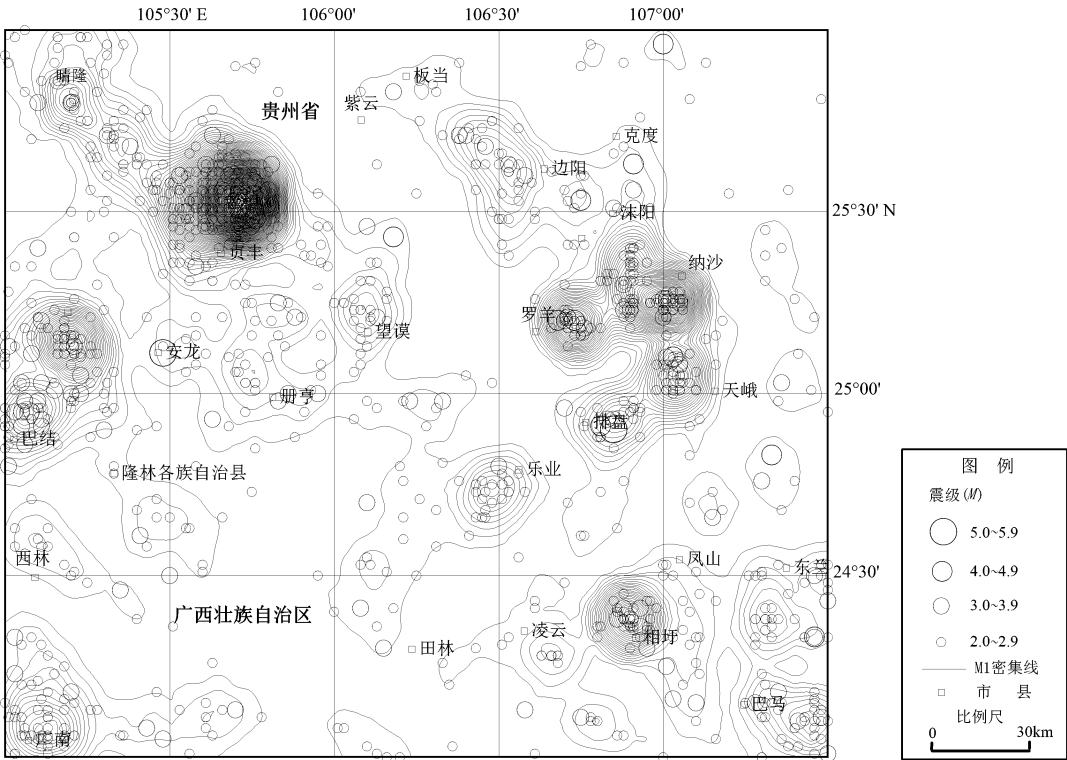 105°30' E 106°00' 106°30' 107°00'
晴隆
板当
紫云
贵州省
克度
边阳
25°30' N
沫阳
贞丰
纳沙
罗羊
望谟
安龙
册亨
25°00'
天峨
排盘
巴结
乐业
隆林各族自治县
西林
凤山
东兰
24°30'
广西壮族自治区
凌云
相圩
田林
巴马
广南
图 例
震级(M)
5.0~5.9
4.0~4.9
3.0~3.9
2.0~2.9
M1密集线
市 县
比例尺
0 30km